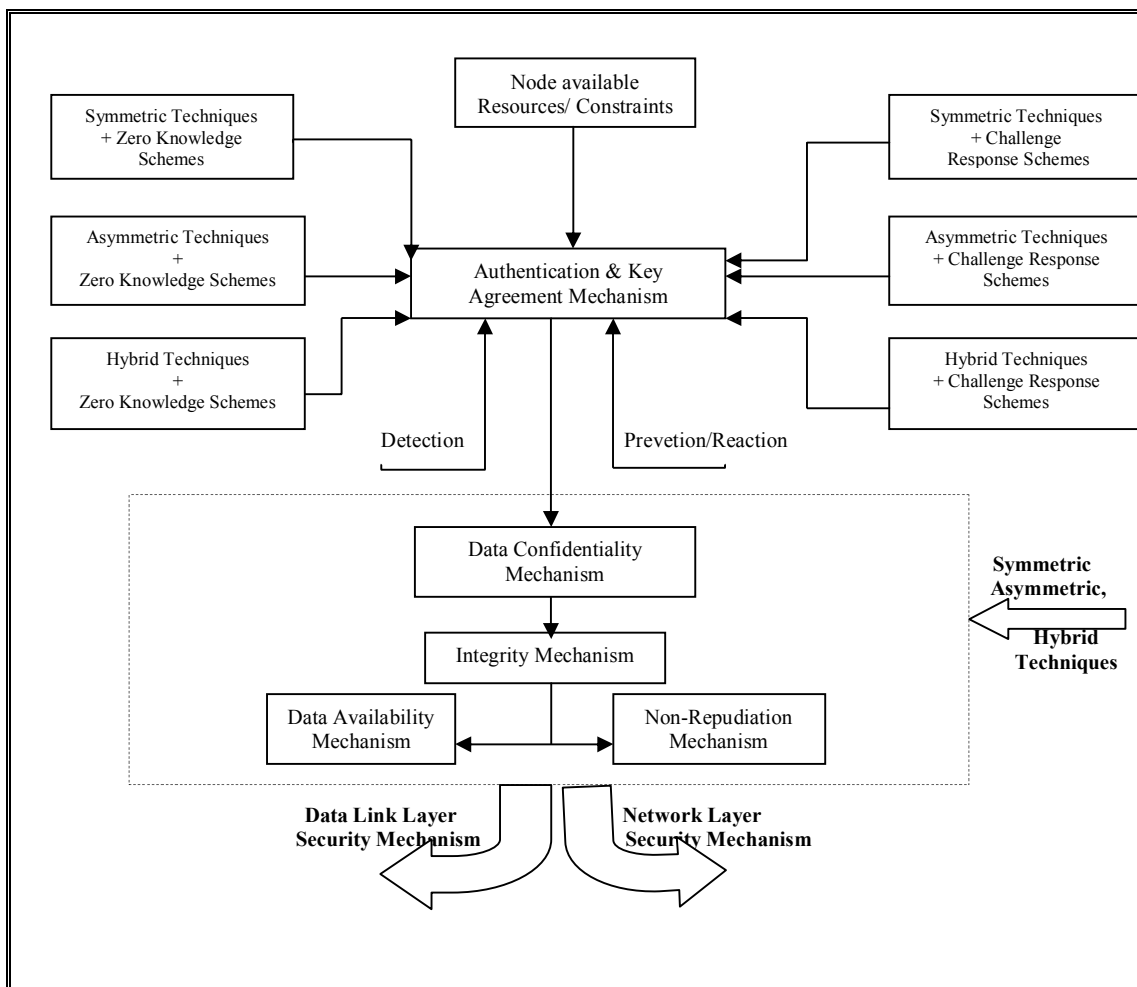 Node available
Resources/ Constraints
Symmetric Techniques
+ Zero Knowledge
Schemes
Symmetric Techniques
+ Challenge
Response Schemes
Asymmetric Techniques
+
Zero Knowledge Schemes
Authentication & Key
Agreement Mechanism
Asymmetric Techniques
+ Challenge Response
Schemes
Hybrid Techniques
+
Zero Knowledge Schemes
Hybrid Techniques
+ Challenge Response
Schemes
Detection
Prevetion/Reaction
Data Confidentiality
Mechanism
Symmetric
Asymmetric,
Hybrid
Techniques
Integrity Mechanism
Data Availability
Mechanism
Non-Repudiation
Mechanism
Data Link Layer
Security Mechanism
Network Layer
Security Mechanism